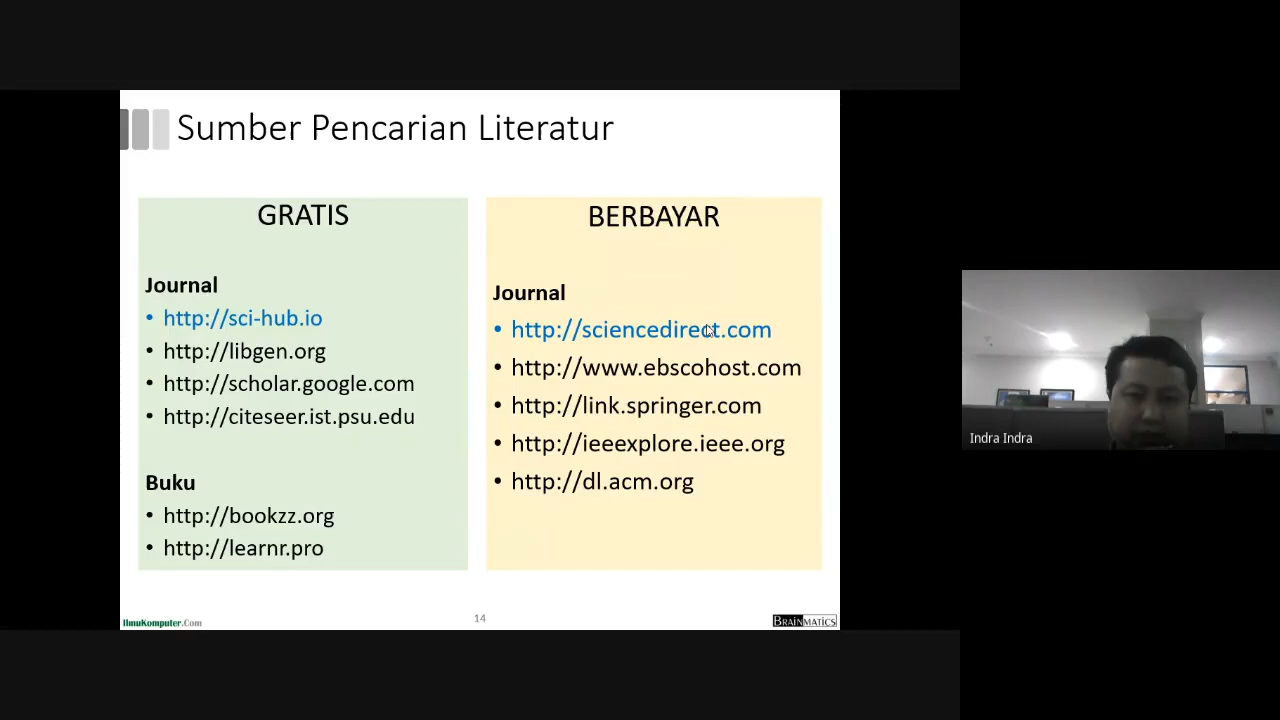 Sumber Pencarian Literatur
GRATIS
Journal
• http://sci-hub.io
• http://libgen.org
• http://scholar.google.com
• http://citeseer.ist.psu.edu
Buku
• http://bookzz.org
• http://learnr.pro
BERBAYAR
Journal
• http://sciencedirect.com
• http://www.ebscohost.com
• http://link.springer.com
• http://ieeexplore.ieee.org
• http://dl.acm.org
IlmuKomputer.Com
14
BRAINMATICS
Indra Indra